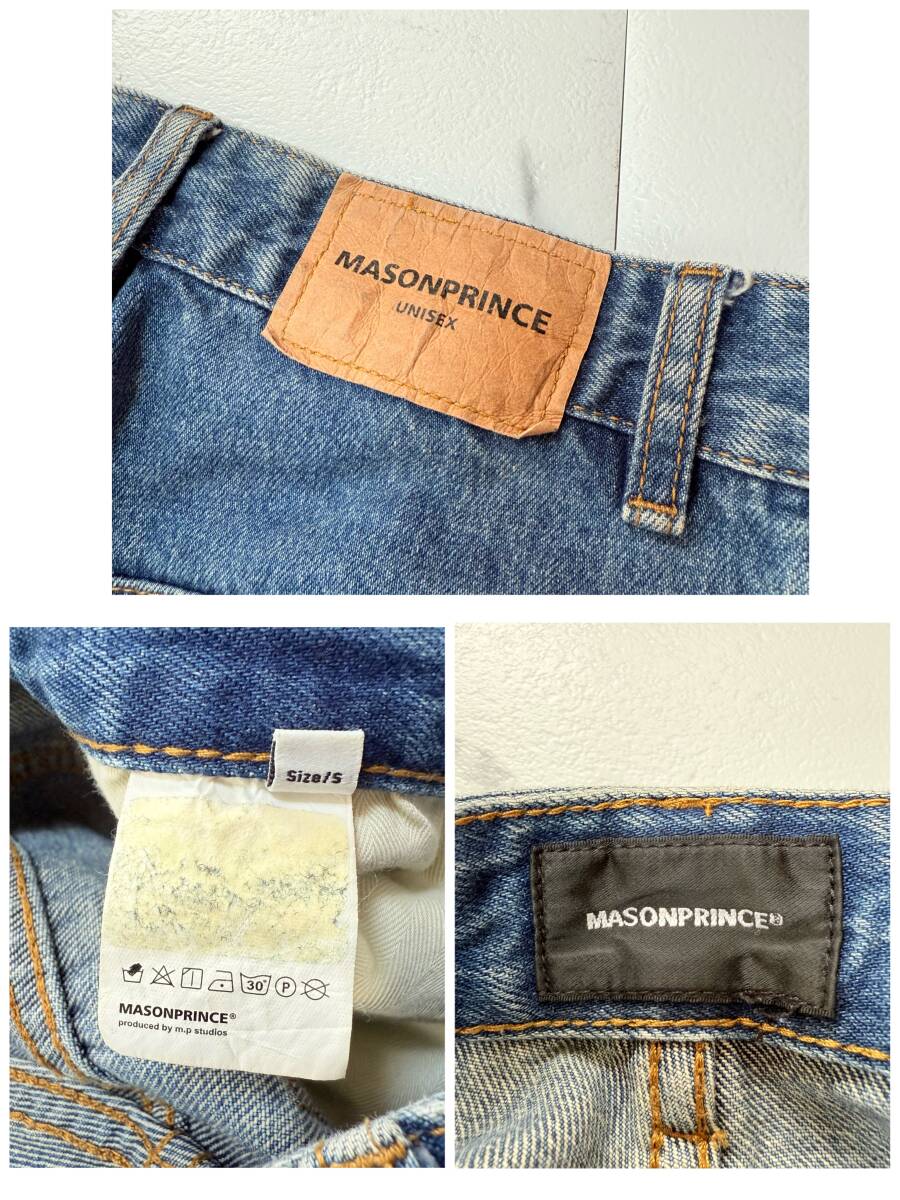 MASONPRINCE
UNISEX
Size/S
30°
P
MASONPRINCE®
produced by m.p studios
MASONPRINCE®